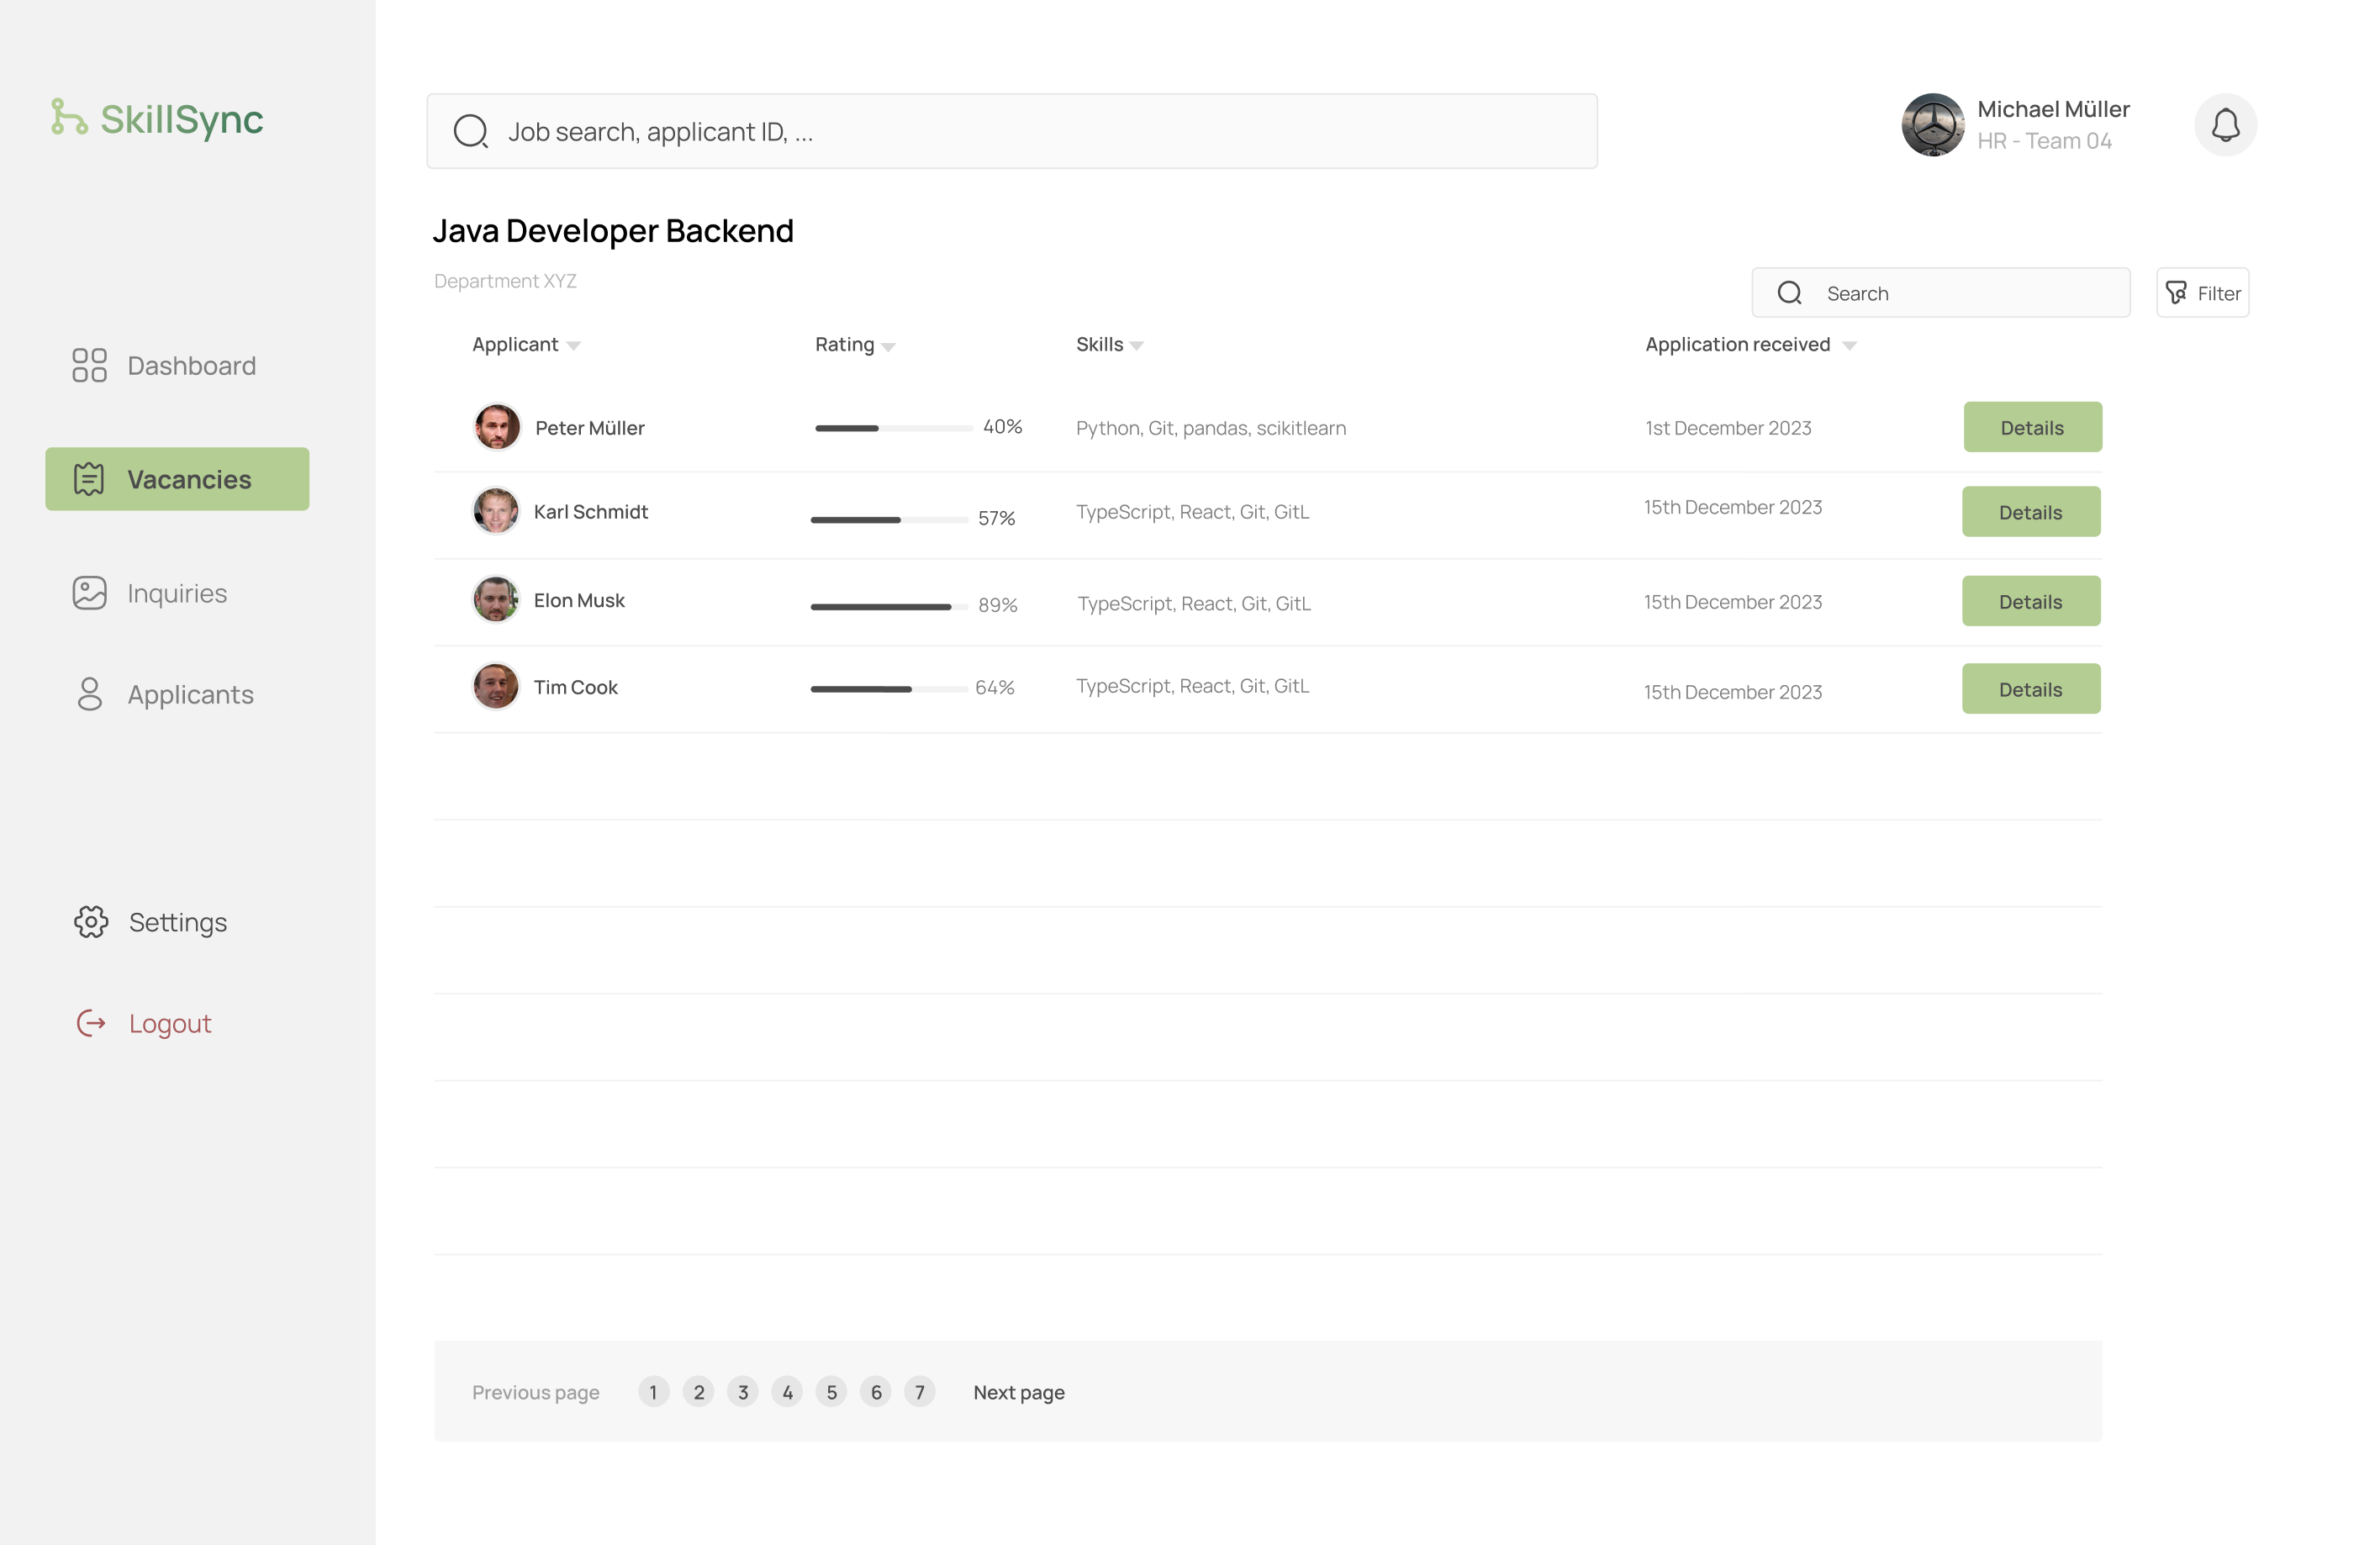 SkillSync
Job search, applicant ID, ...
Michael Müller
HR - Team 04
Java Developer Backend
Department XYZ
Search
Filter
Dashboard
Vacancies
Inquiries
Applicants
Settings
Logout
Applicant Rating Skills Application received
Peter Müller 40% Python, Git, pandas, scikitlearn 1st December 2023 Details
Karl Schmidt 57% TypeScript, React, Git, GitL 15th December 2023 Details
Elon Musk 89% TypeScript, React, Git, GitL 15th December 2023 Details
Tim Cook 64% TypeScript, React, Git, GitL 15th December 2023 Details
Previous page 1 2 3 4 5 6 7 Next page